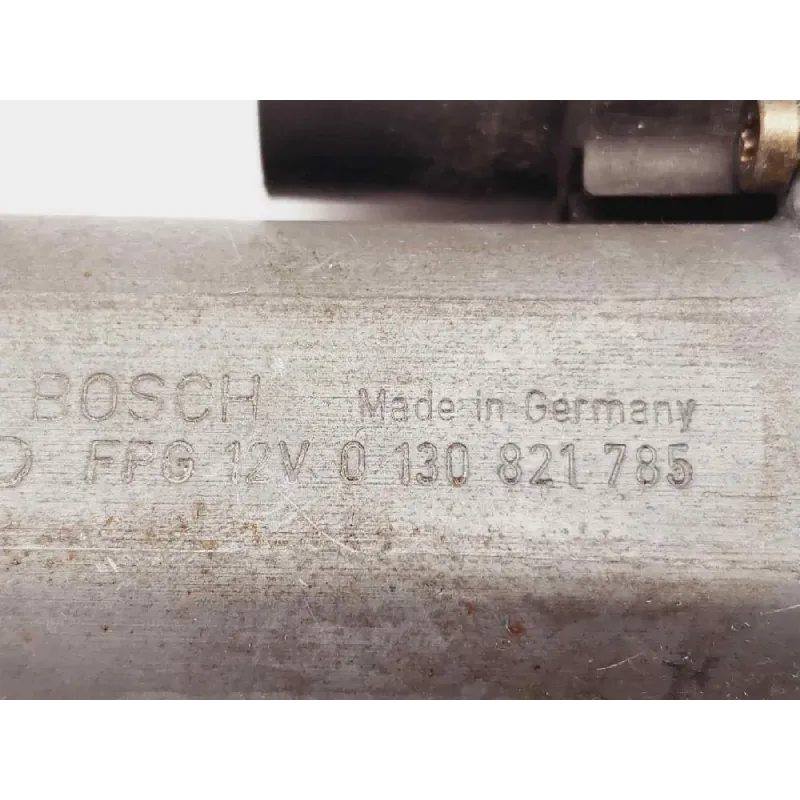 BOSCH Made in Germany
FPG 12V 0 130 821 785